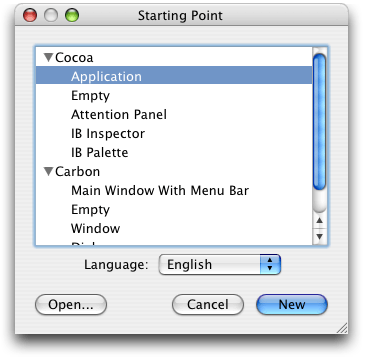 Starting Point
Cocoa
Application
Empty
Attention Panel
IB Inspector
IB Palette
Carbon
Main Window With Menu Bar
Empty
Window
Language: English
Open... Cancel New